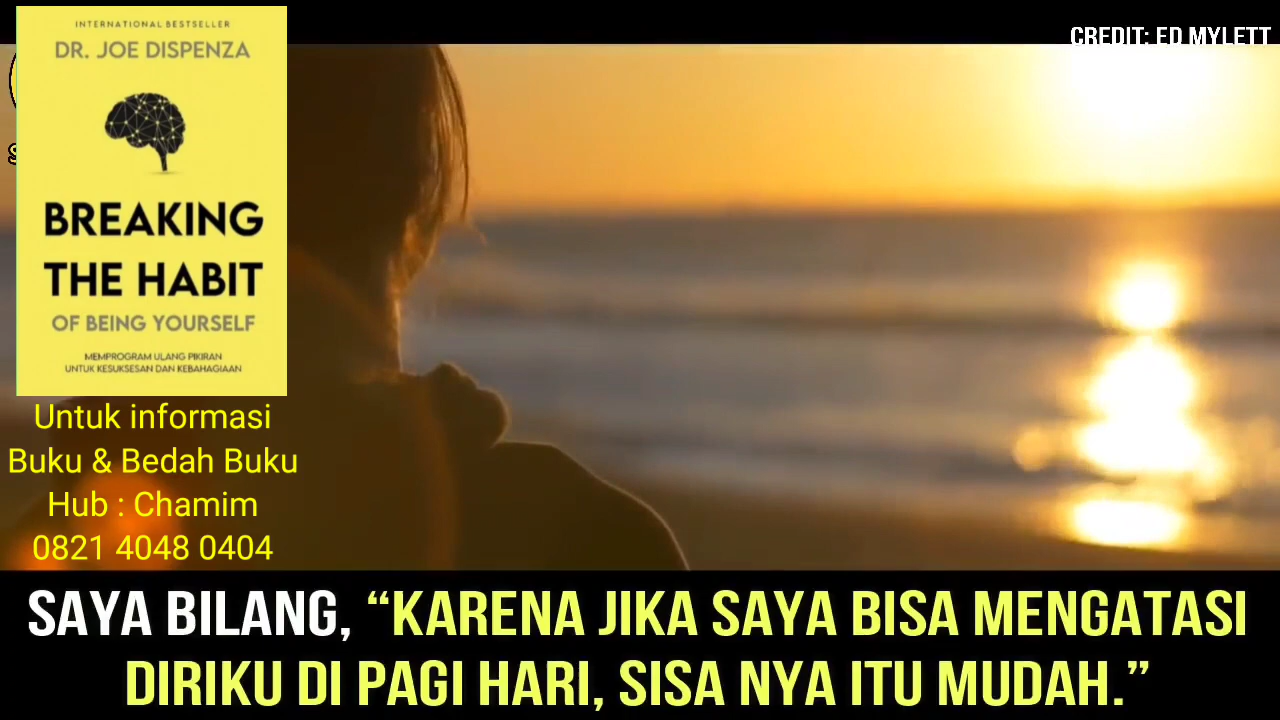 INTERNATIONAL BESTSELLER
DR. JOE DISPENZA
BREAKING
THE HABIT
OF BEING YOURSELF
MEMPROGRAM ULANG PIKIRAN
UNTUK KESUKSESAN DAN KEBAHAGIAAN
Untuk informasi
Buku & Bedah Buku
Hub : Chamim
0821 4048 0404
CREDIT: ED MYLETT
SAYA BILANG, “KARENA JIKA SAYA BISA MENGATASI
DIRIKU DI PAGI HARI, SISA NYA ITU MUDAH.”